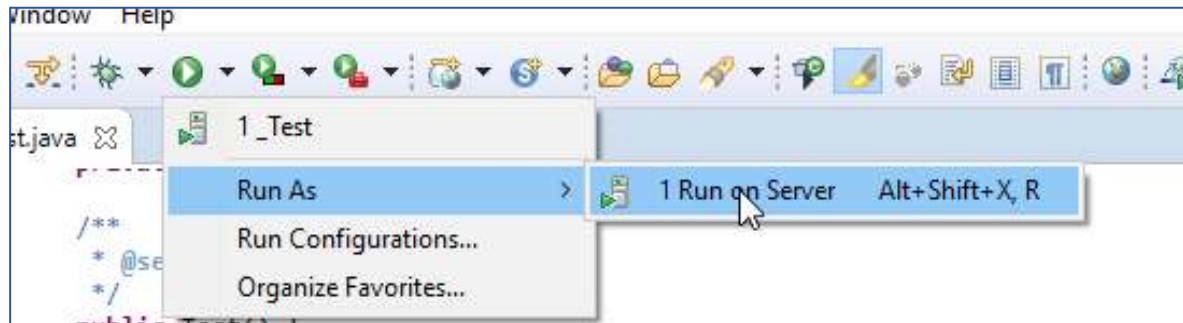 Window Help
st.java
1 _Test
Run As
1 Run on Server Alt+Shift+X, R
/**
* @se
Run Configurations...
*/
Organize Favorites...
public Test() {